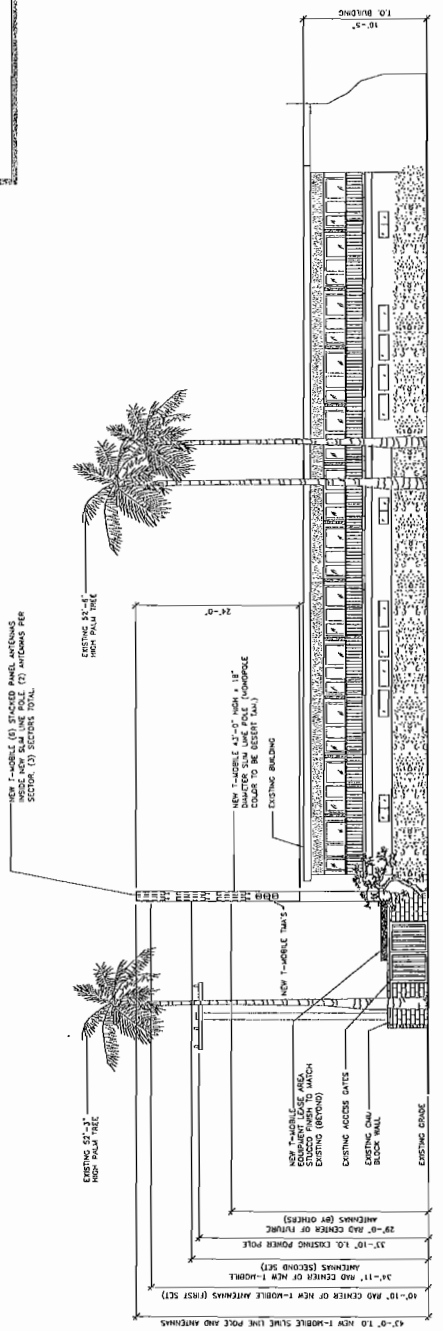 NEW T-MOBILE (6) STACKED PANEL ANTENNAS
INSIDE NEW SLIM LINE POLE. (2) ANTENNAS PER
SECTOR, (3) SECTORS TOTAL.
EXISTING 52'-3"
HIGH PALM TREE
EXISTING 52'-6"
HIGH PALM TREE
24'-0"
NEW T-MOBILE 43'-0" HIGH x 18"
DIAMETER SLIM LINE POLE (MONOPOLE
COLOR TO BE DESERT TAN.)
EXISTING BUILDING
NEW T-MOBILE TMA'S
NEW T-MOBILE
EQUIPMENT LEASE AREA
STUCCO FINISH TO MATCH
EXISTING (BEYOND)
EXISTING ACCESS GATES
EXISTING CMU
BLOCK WALL
EXISTING GRADE
43'-0" T.O. NEW T-MOBILE SLIME LINE POLE AND ANTENNAS
40'-10" RAD CENTER OF NEW T-MOBILE ANTENNAS (FIRST SET)
34'-11" RAD CENTER OF NEW T-MOBILE
ANTENNAS (SECOND SET)
33'-10" T.O. EXISTING POWER POLE
29'-0" RAD CENTER OF FUTURE
ANTENNAS (BY OTHERS)
T.O. BUILDING